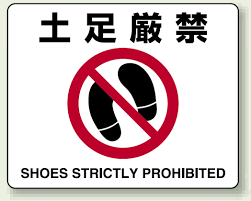 土足厳禁
SHOES STRICTLY PROHIBITED